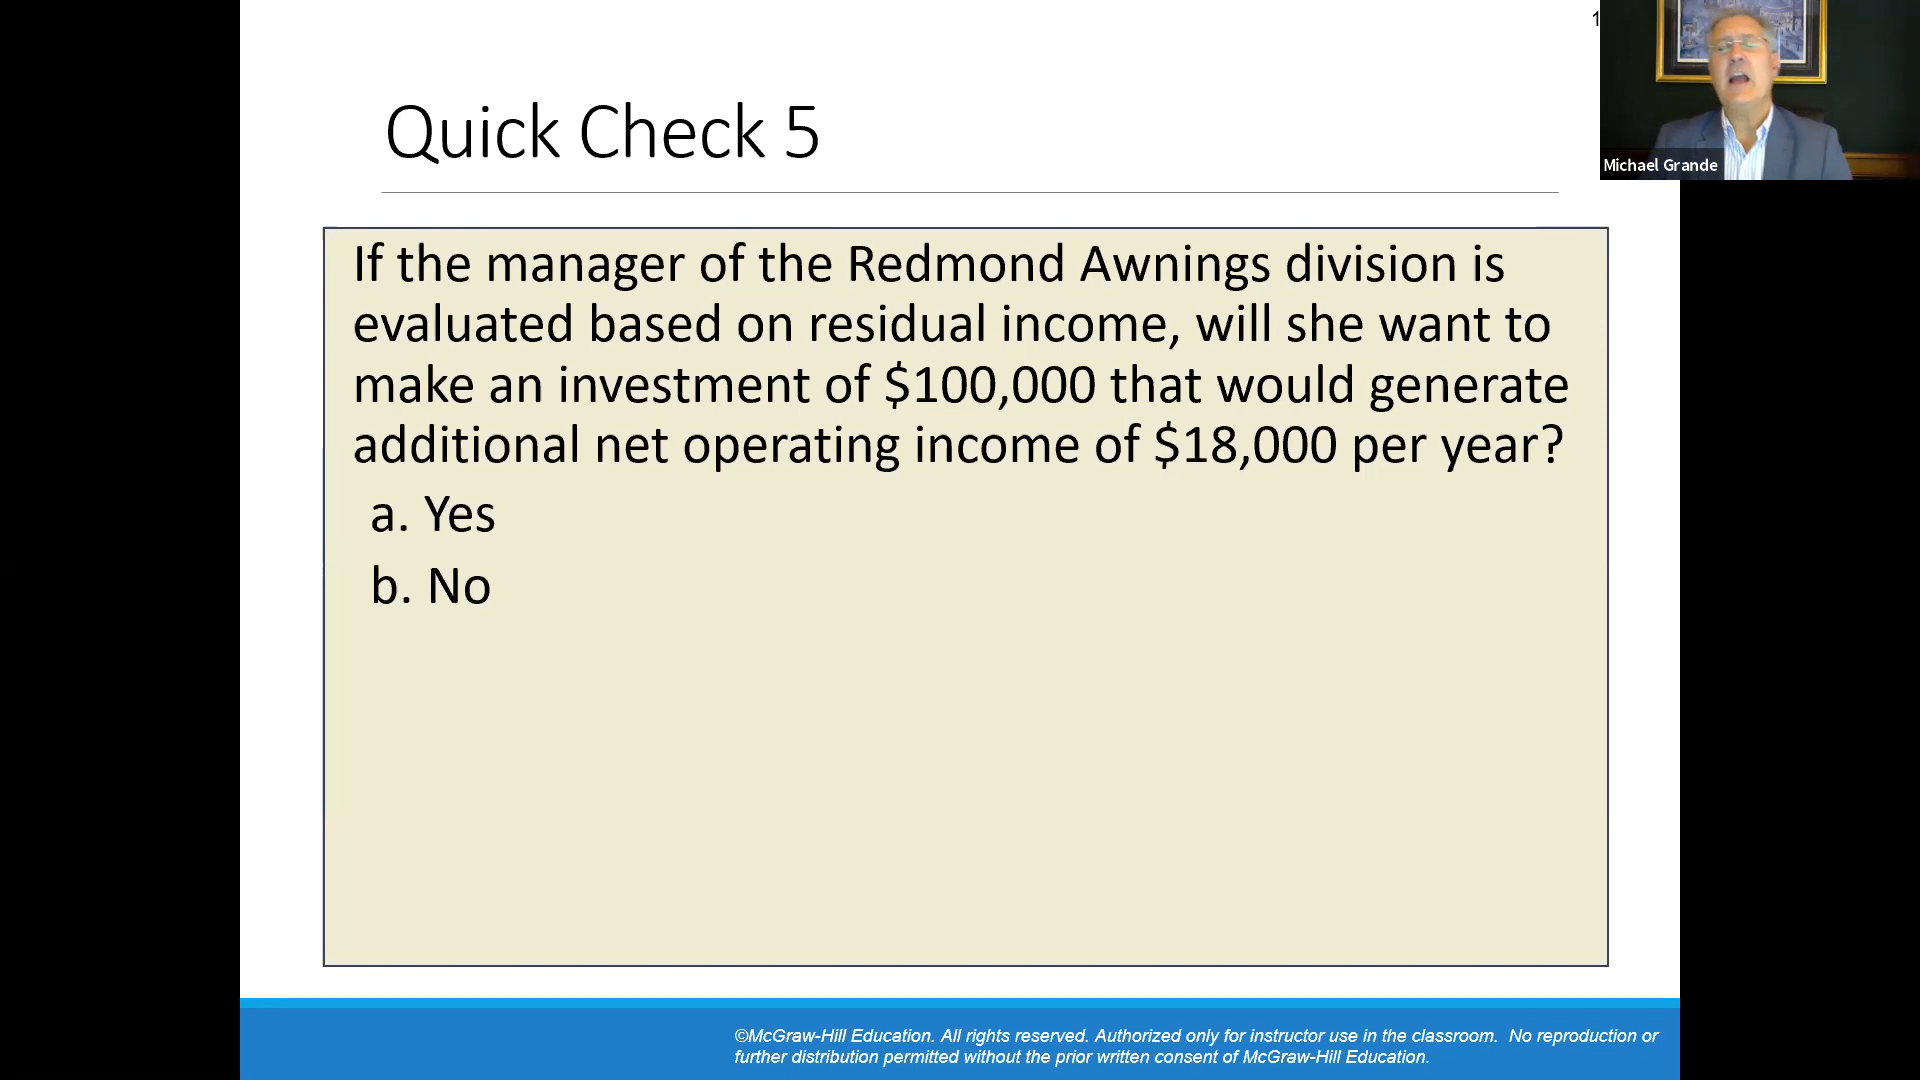 1
Quick Check 5
Michael Grande
If the manager of the Redmond Awnings division is
evaluated based on residual income, will she want to
make an investment of $100,000 that would generate
additional net operating income of $18,000 per year?
a. Yes
b. No
©McGraw-Hill Education. All rights reserved. Authorized only for instructor use in the classroom.  No reproduction or
further distribution permitted without the prior written consent of McGraw-Hill Education.